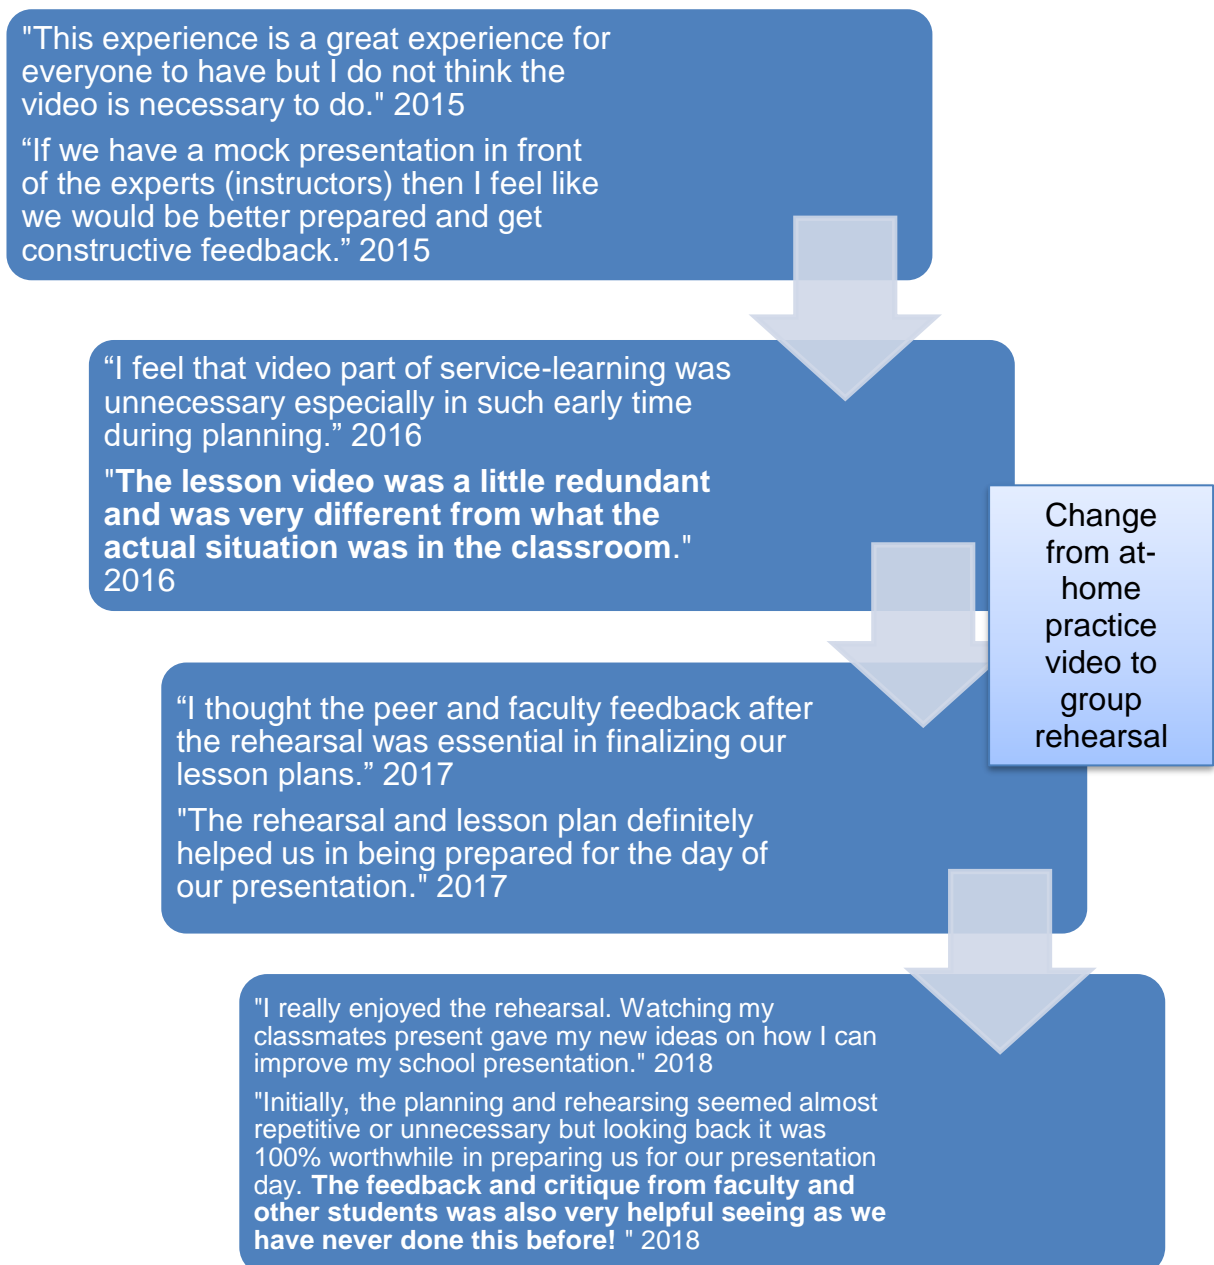 "This experience is a great experience for
everyone to have but I do not think the
video is necessary to do." 2015
“If we have a mock presentation in front
of the experts (instructors) then I feel like
we would be better prepared and get
constructive feedback.” 2015
“I feel that video part of service-learning was
unnecessary especially in such early time
during planning.” 2016
"The lesson video was a little redundant
and was very different from what the
actual situation was in the classroom."
2016
Change
from at-
home
practice
video to
group
rehearsal
“I thought the peer and faculty feedback after
the rehearsal was essential in finalizing our
lesson plans.” 2017
"The rehearsal and lesson plan definitely
helped us in being prepared for the day of
our presentation." 2017
"I really enjoyed the rehearsal. Watching my
classmates present gave my new ideas on how I can
improve my school presentation." 2018
"Initially, the planning and rehearsing seemed almost
repetitive or unnecessary but looking back it was
100% worthwhile in preparing us for our presentation
day. The feedback and critique from faculty and
other students was also very helpful seeing as we
have never done this before! " 2018